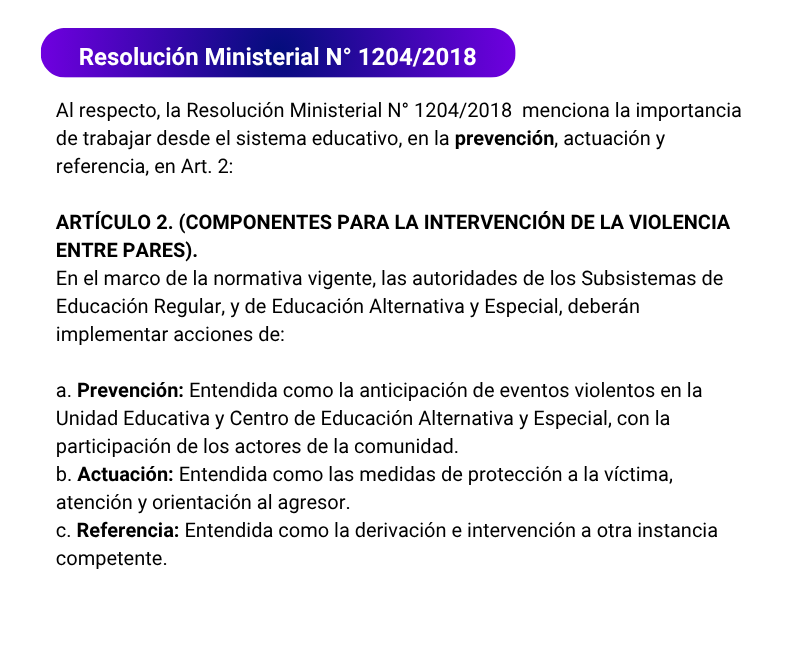 Resolución Ministerial N° 1204/2018
Al respecto, la Resolución Ministerial N° 1204/2018  menciona la importancia
de trabajar desde el sistema educativo, en la prevención, actuación y
referencia, en Art. 2:
ARTÍCULO 2. (COMPONENTES PARA LA INTERVENCIÓN DE LA VIOLENCIA
ENTRE PARES).
En el marco de la normativa vigente, las autoridades de los Subsistemas de
Educación Regular, y de Educación Alternativa y Especial, deberán
implementar acciones de:
a. Prevención: Entendida como la anticipación de eventos violentos en la
Unidad Educativa y Centro de Educación Alternativa y Especial, con la
participación de los actores de la comunidad.
b. Actuación: Entendida como las medidas de protección a la víctima,
atención y orientación al agresor.
c. Referencia: Entendida como la derivación e intervención a otra instancia
competente.